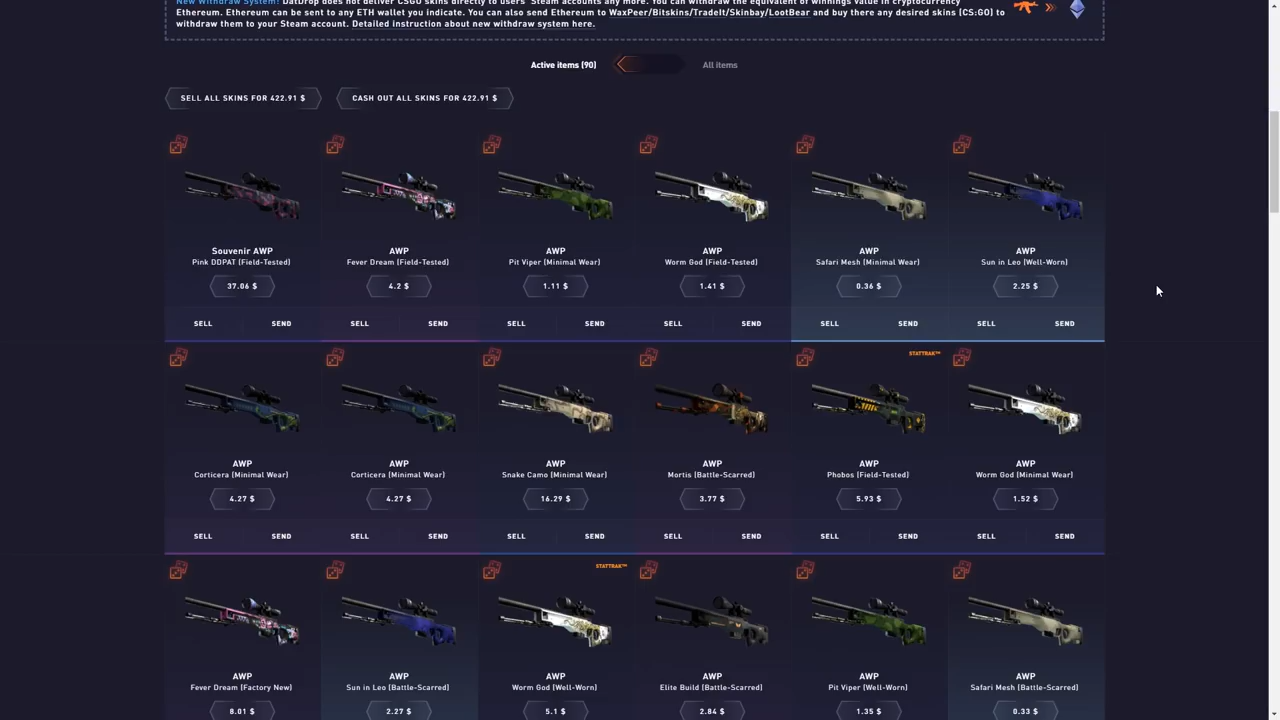 New Withdraw System! DatDrop does not deliver CSGO skins directly to users' Steam accounts any more. You can withdraw the equivalent of winnings value in cryptocurrency
Ethereum. Ethereum can be sent to any ETH wallet you indicate. You can also send Ethereum to WaxPeer/Bitskins/TradeIt/Skinbay/LootBear and buy there any desired skins (CS:GO) to
withdraw them to your Steam account. Detailed instruction about new withdraw system here.
Active items (90)
All items
SELL ALL SKINS FOR 422.91 $
CASH OUT ALL SKINS FOR 422.91 $
Souvenir AWP
Pink DDPAT (Field-Tested)
37.06 $
SELL SEND
AWP
Fever Dream (Field-Tested)
4.2 $
SELL SEND
AWP
Pit Viper (Minimal Wear)
1.11 $
SELL SEND
AWP
Worm God (Field-Tested)
1.41 $
SELL SEND
AWP
Safari Mesh (Minimal Wear)
0.36 $
SELL SEND
AWP
Sun in Leo (Well-Worn)
2.25 $
SELL SEND
AWP
Corticera (Minimal Wear)
4.27 $
SELL SEND
AWP
Corticera (Minimal Wear)
4.27 $
SELL SEND
AWP
Snake Camo (Minimal Wear)
16.29 $
SELL SEND
AWP
Mortis (Battle-Scarred)
3.77 $
SELL SEND
STATTRAK™
AWP
Phobos (Field-Tested)
5.93 $
SELL SEND
AWP
Worm God (Minimal Wear)
1.52 $
SELL SEND
AWP
Fever Dream (Factory New)
8.01 $
AWP
Sun in Leo (Battle-Scarred)
2.27 $
STATTRAK™
AWP
Worm God (Well-Worn)
5.1 $
AWP
Elite Build (Battle-Scarred)
2.84 $
AWP
Pit Viper (Well-Worn)
1.35 $
AWP
Safari Mesh (Battle-Scarred)
0.33 $